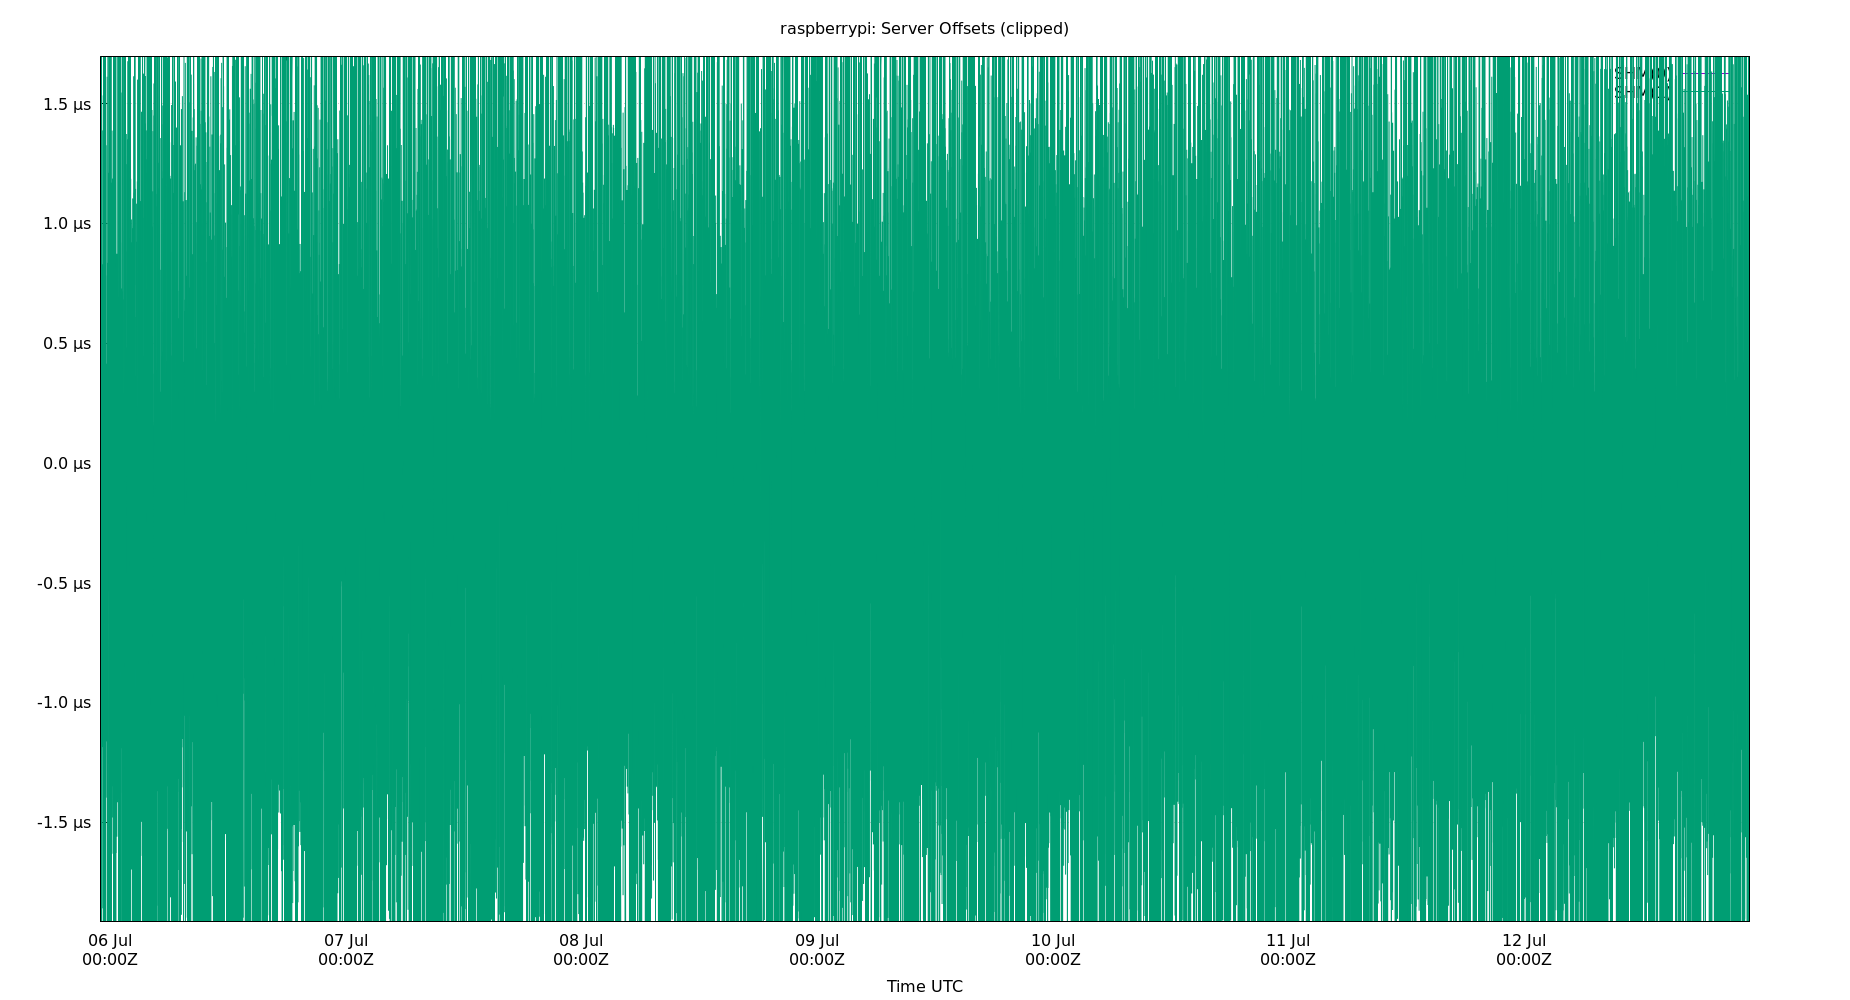 raspberrypi: Server Offsets (clipped)
1.5 µs
1.0 µs
0.5 µs
0.0 µs
-0.5 µs
-1.0 µs
-1.5 µs
06 Jul
00:00Z
07 Jul
00:00Z
08 Jul
00:00Z
09 Jul
00:00Z
10 Jul
00:00Z
11 Jul
00:00Z
12 Jul
00:00Z
Time UTC